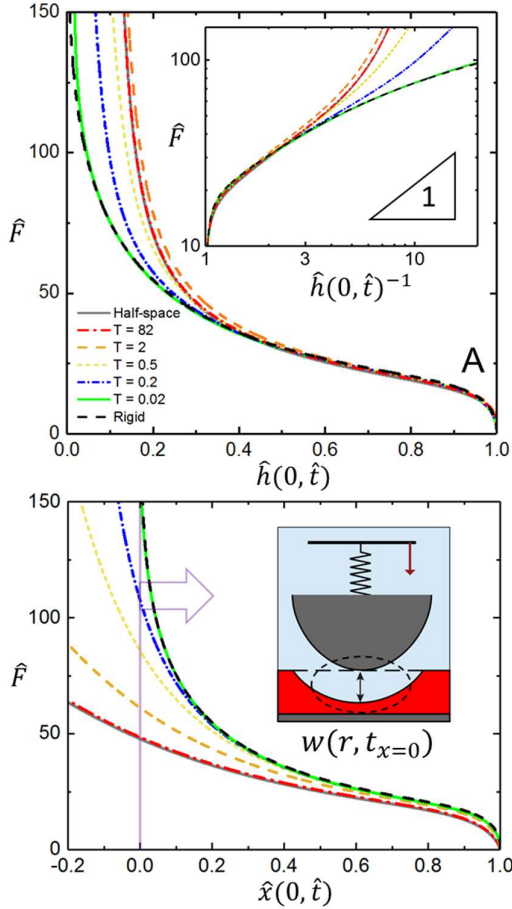 150
100
50
0
F̂
100
F̂
10
1
3
10
ĥ(0,t̂)⁻¹
1
Half-space
T = 82
T = 2
T = 0.5
T = 0.2
T = 0.02
Rigid
A
0.0 0.2 0.4 0.6 0.8 1.0
ĥ(0,t̂)
150
100
50
0
F̂
w(r, tₓ₌₀)
-0.2 0.0 0.2 0.4 0.6 0.8 1.0
x̂(0,t̂)